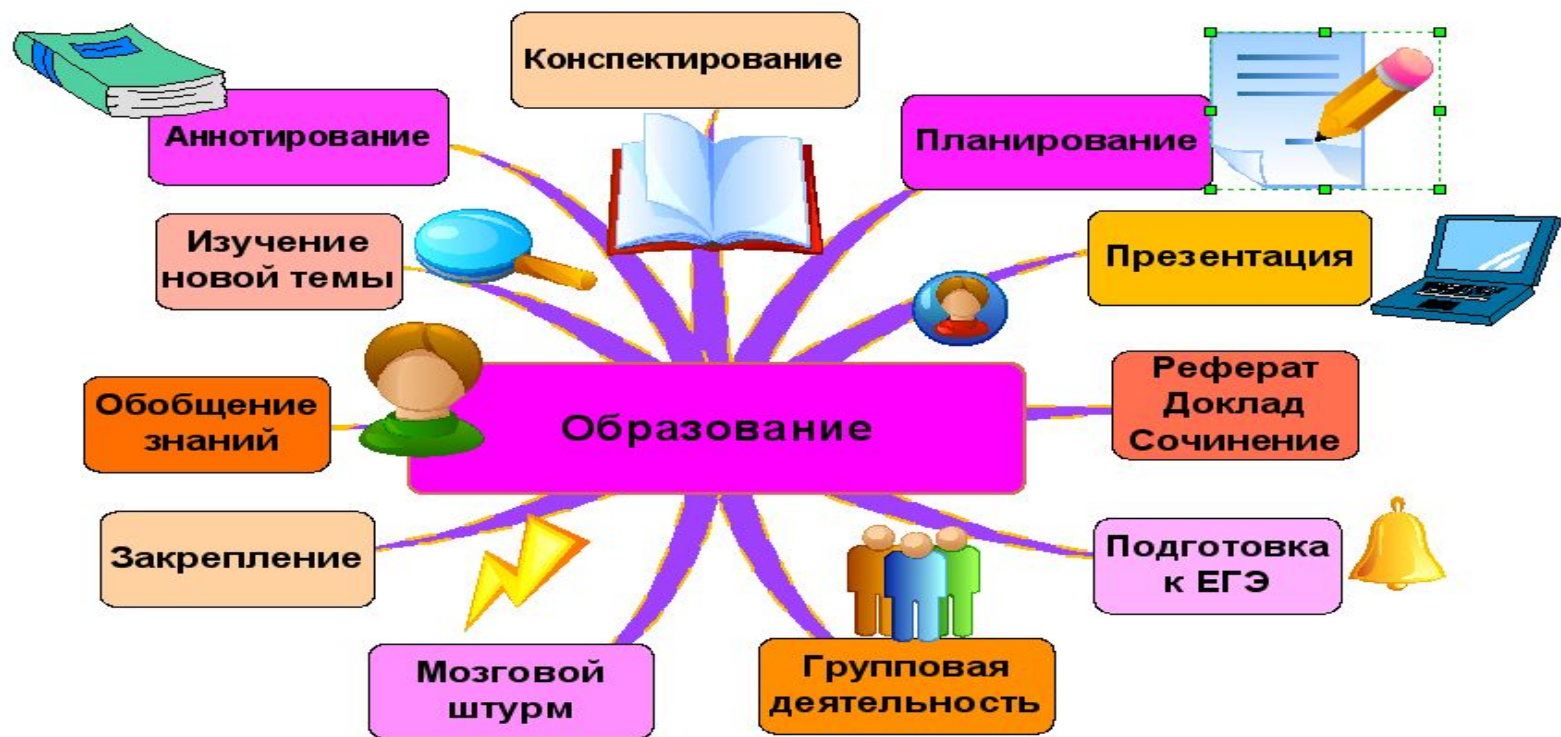 Конспектирование
Аннотирование
Планирование
Изучение
новой темы
Презентация
Обобщение
знаний
Образование
Реферат
Доклад
Сочинение
Закрепление
Подготовка
к ЕГЭ
Мозговой
штурм
Групповая
деятельность